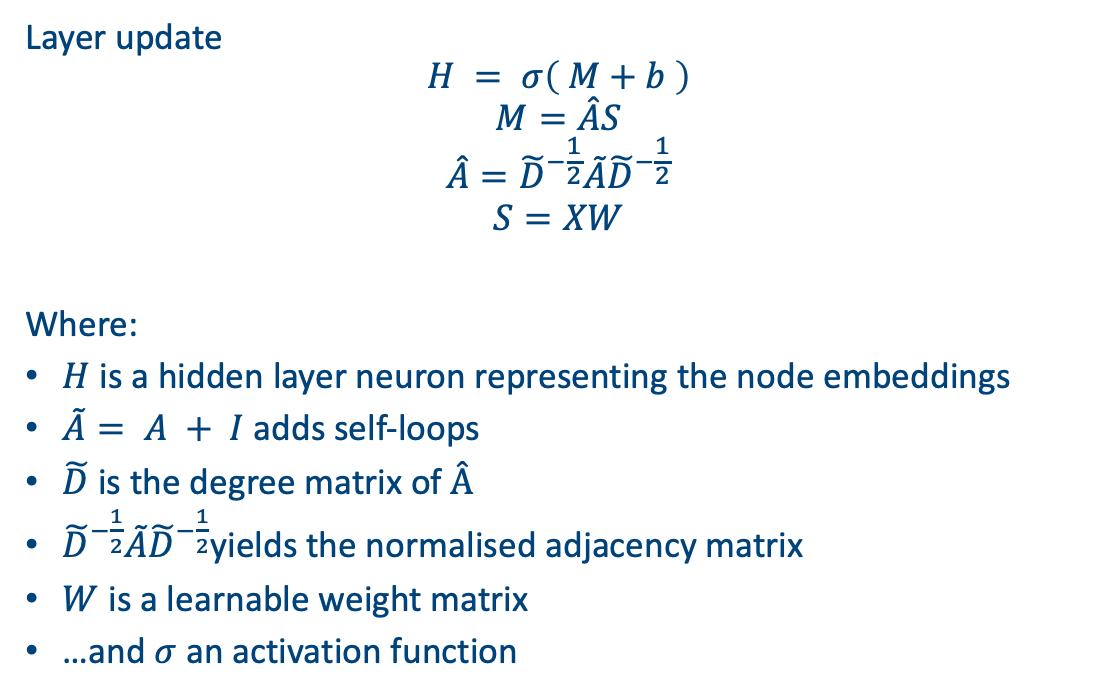 Layer update
H = σ( M + b )
M = ÂS
Â = D̃^{-1/2}ÃD̃^{-1/2}
S = XW
Where:
• H is a hidden layer neuron representing the node embeddings
• Ã = A + I adds self-loops
• D̃ is the degree matrix of Â
• D̃^{-1/2}ÃD̃^{-1/2}yields the normalised adjacency matrix
• W is a learnable weight matrix
• ...and σ an activation function